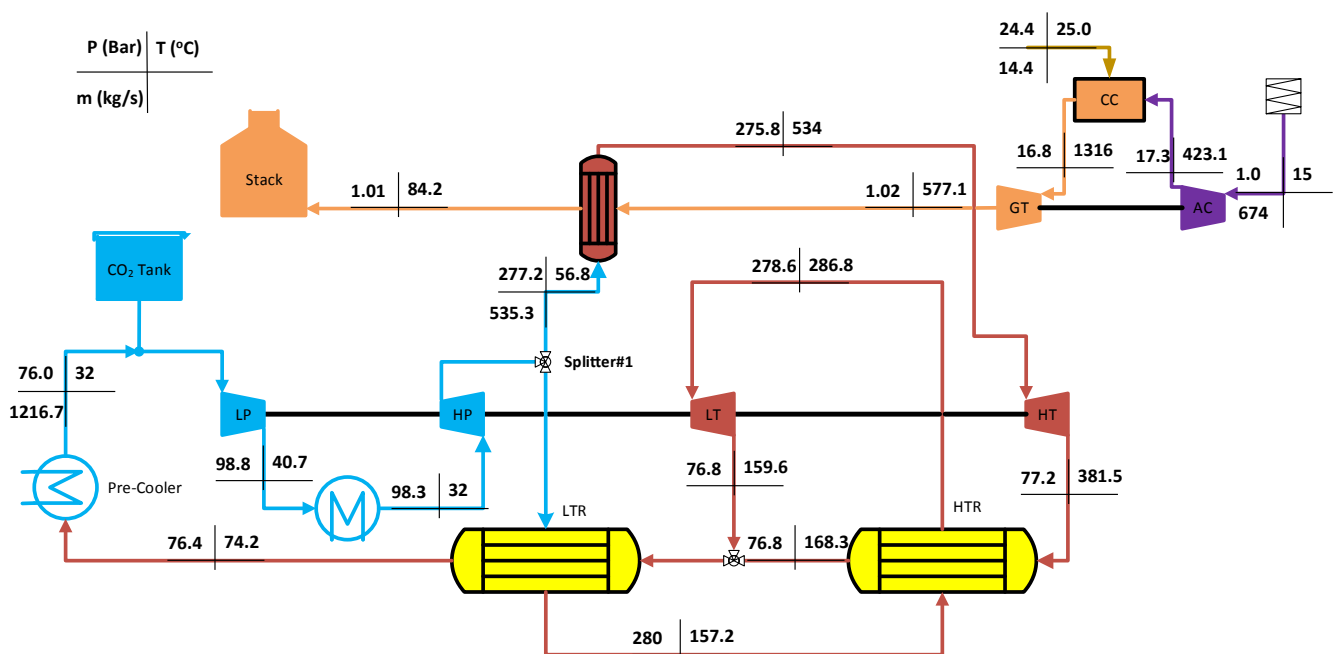 P (Bar) T (°C)
m (kg/s)
24.4 25.0
14.4
CC
275.8 534
16.8 1316
17.3 423.1
1.0 15
674
Stack
1.01 84.2
1.02 577.1
GT
AC
CO₂ Tank
277.2 56.8
535.3
278.6 286.8
Splitter#1
76.0 32
1216.7
LP
HP
LT
HT
98.8 40.7
76.8 159.6
77.2 381.5
Pre-Cooler
98.3 32
LTR
HTR
76.4 74.2
76.8 168.3
280 157.2